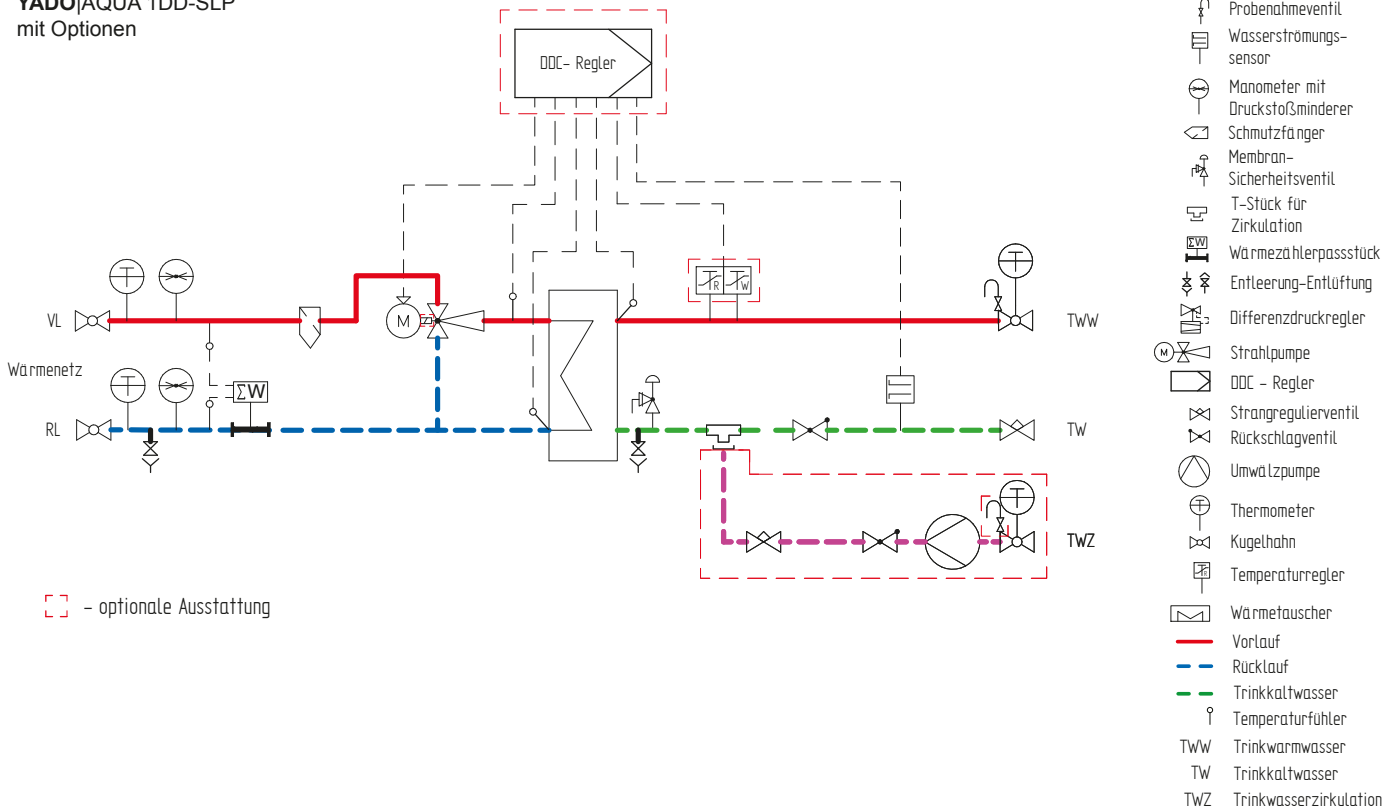 YADO|AQUA 1DD-SLP
mit Optionen
DDC- Regler
VL
Wärmenetz
RL
T
T
M
ΣW
R
W
T
TWW
TW
T
TWZ
- optionale Ausstattung
Probenahmeventil
Wasserströmungs-
sensor
Manometer mit
Druckstoßminderer
Schmutzfänger
Membran-
Sicherheitsventil
T-Stück für
Zirkulation
ΣW Wärmezählerpassstück
Entleerung-Entlüftung
Differenzdruckregler
M Strahlpumpe
DDC - Regler
Strangregulierventil
Rückschlagventil
Umwälzpumpe
T Thermometer
Kugelhahn
R Temperaturregler
Wärmetauscher
Vorlauf
Rücklauf
Trinkkaltwasser
Temperaturfühler
TWW Trinkwarmwasser
TW Trinkkaltwasser
TWZ Trinkwasserzirkulation